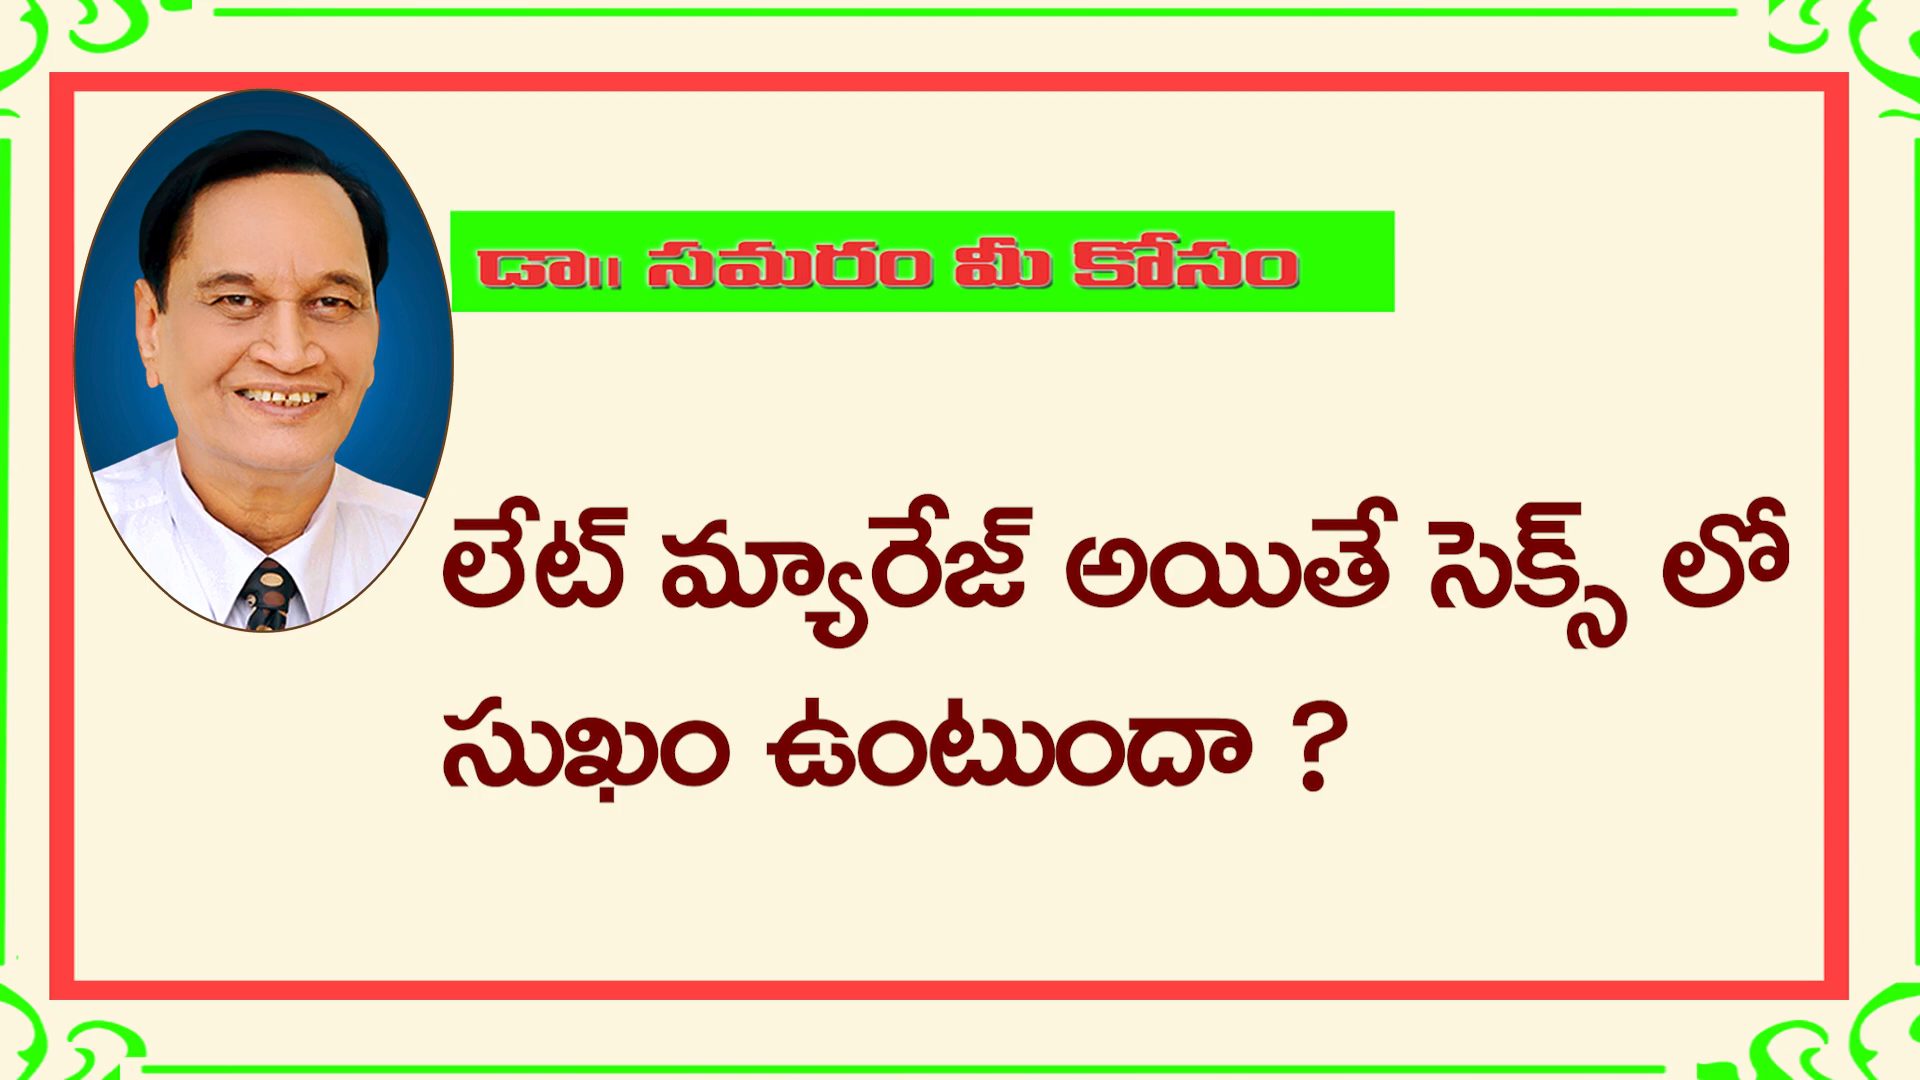 డా॥ సమరం మీ కోసం
లేట్ మ్యారేజ్ అయితే సెక్స్ లో
సుఖం ఉంటుందా ?